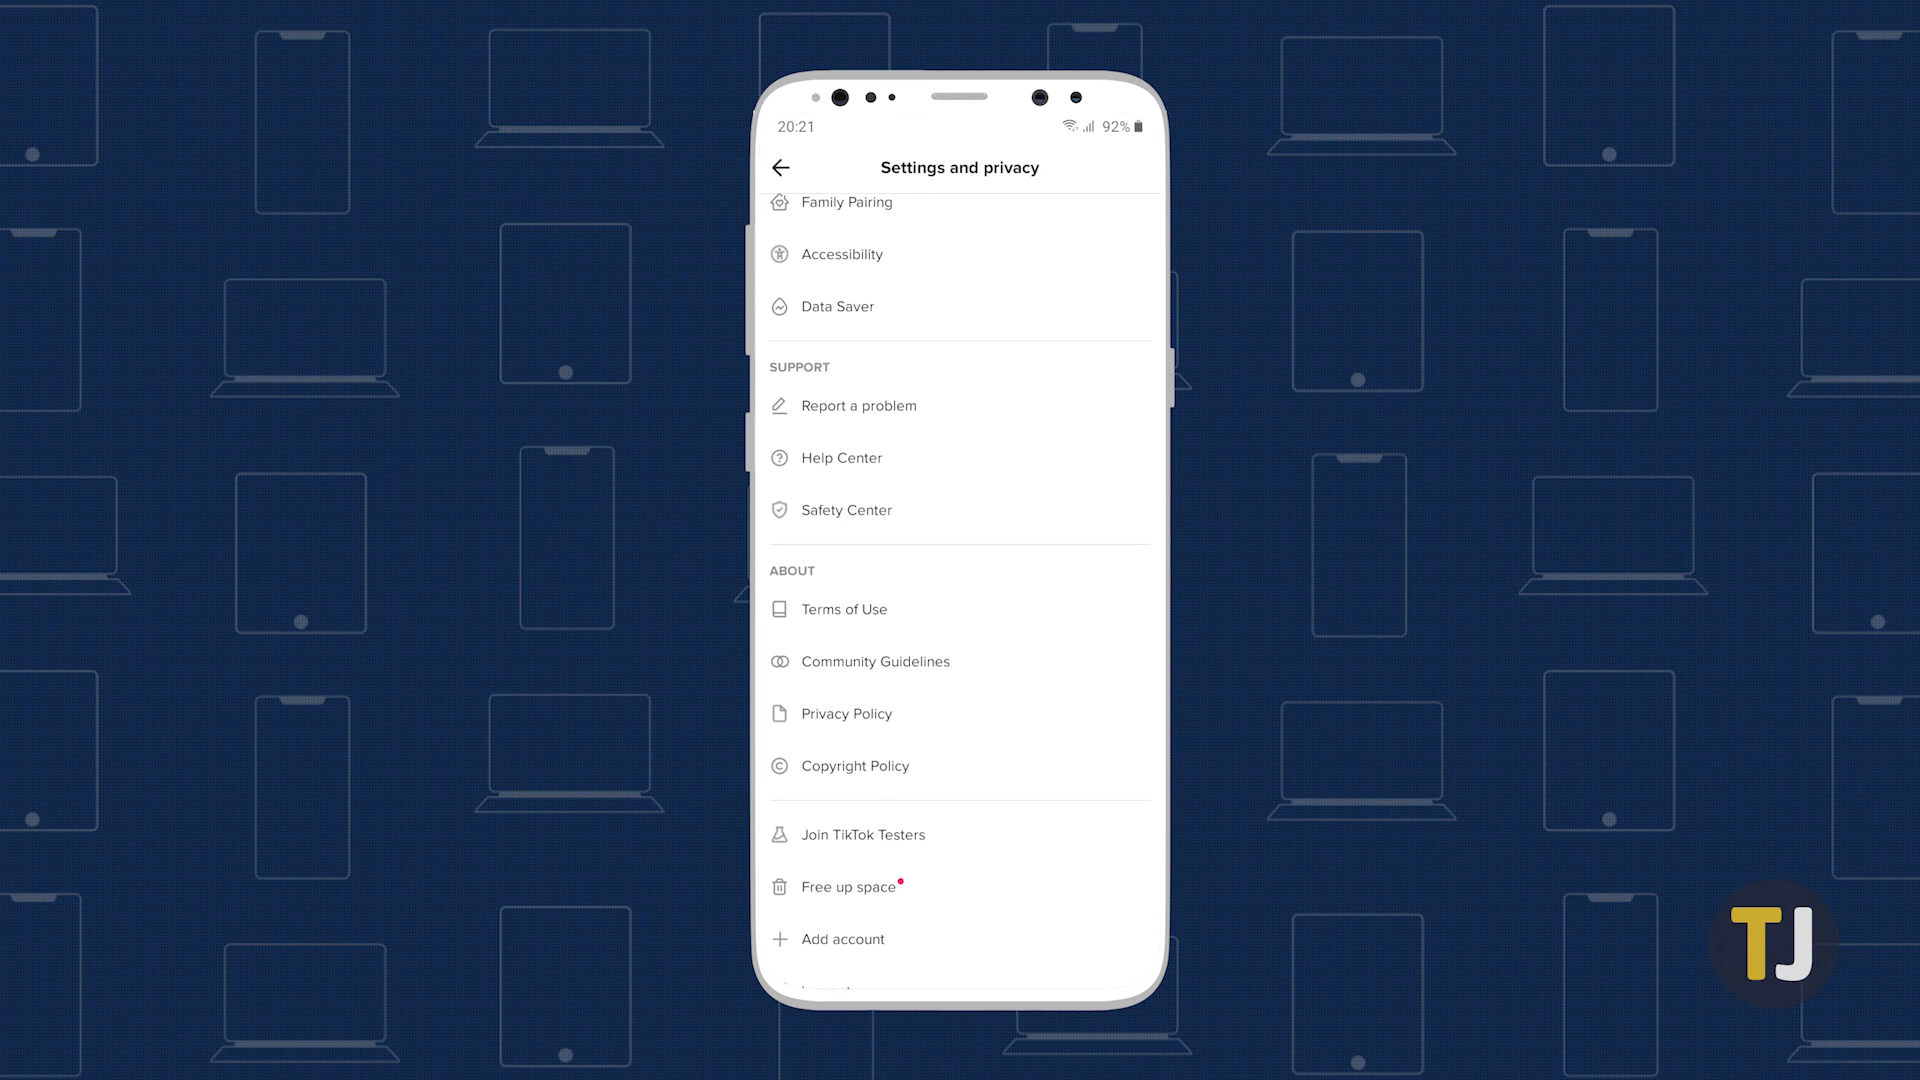 20:21
92%
Settings and privacy
Family Pairing
Accessibility
Data Saver
SUPPORT
Report a problem
Help Center
Safety Center
ABOUT
Terms of Use
Community Guidelines
Privacy Policy
Copyright Policy
Join TikTok Testers
Free up space
Add account
TJ